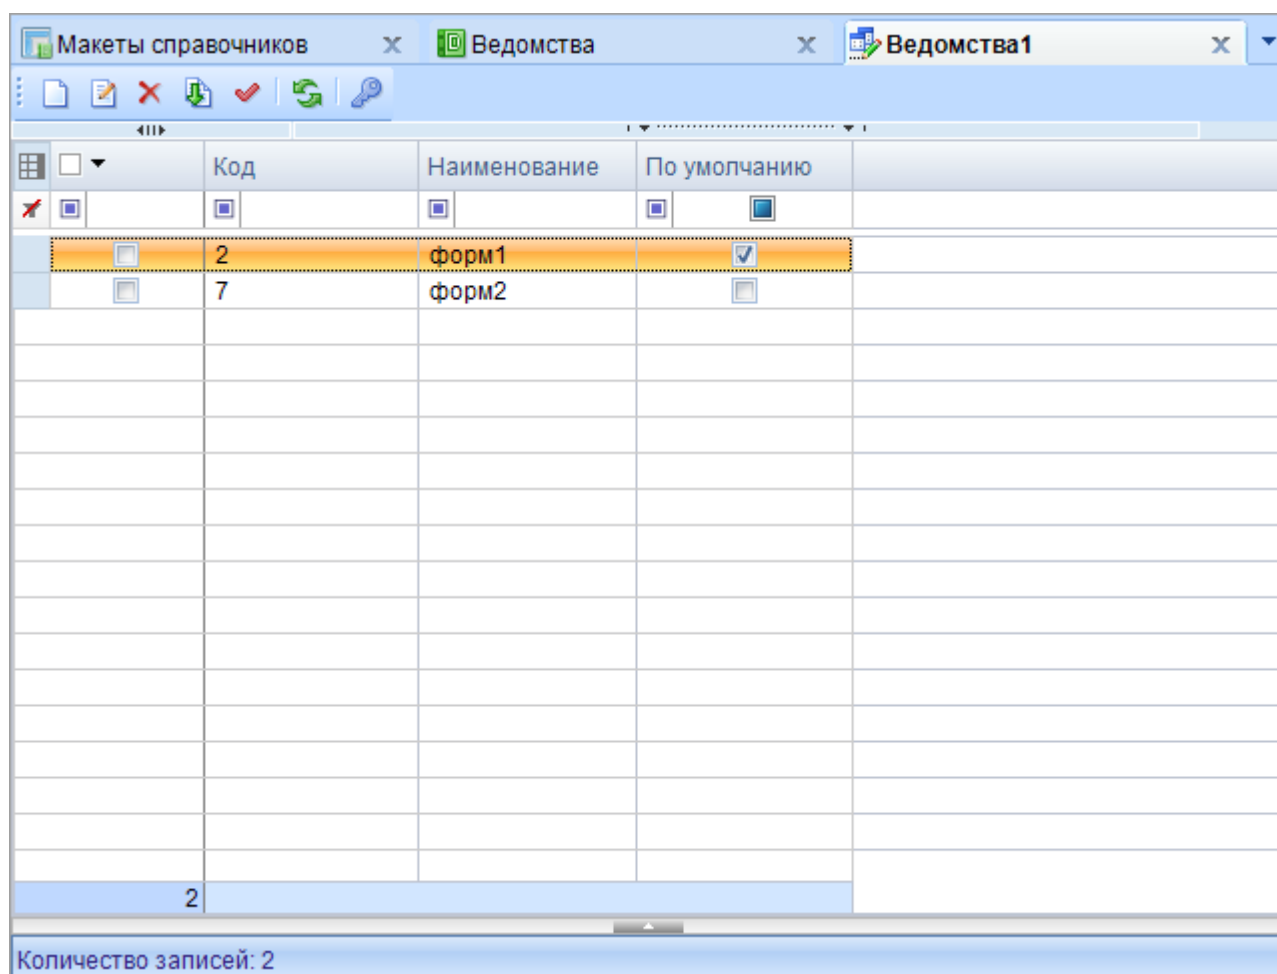 Макеты справочников Ведомства Ведомства1
Код Наименование По умолчанию
2 форм1
7 форм2
2
Количество записей: 2